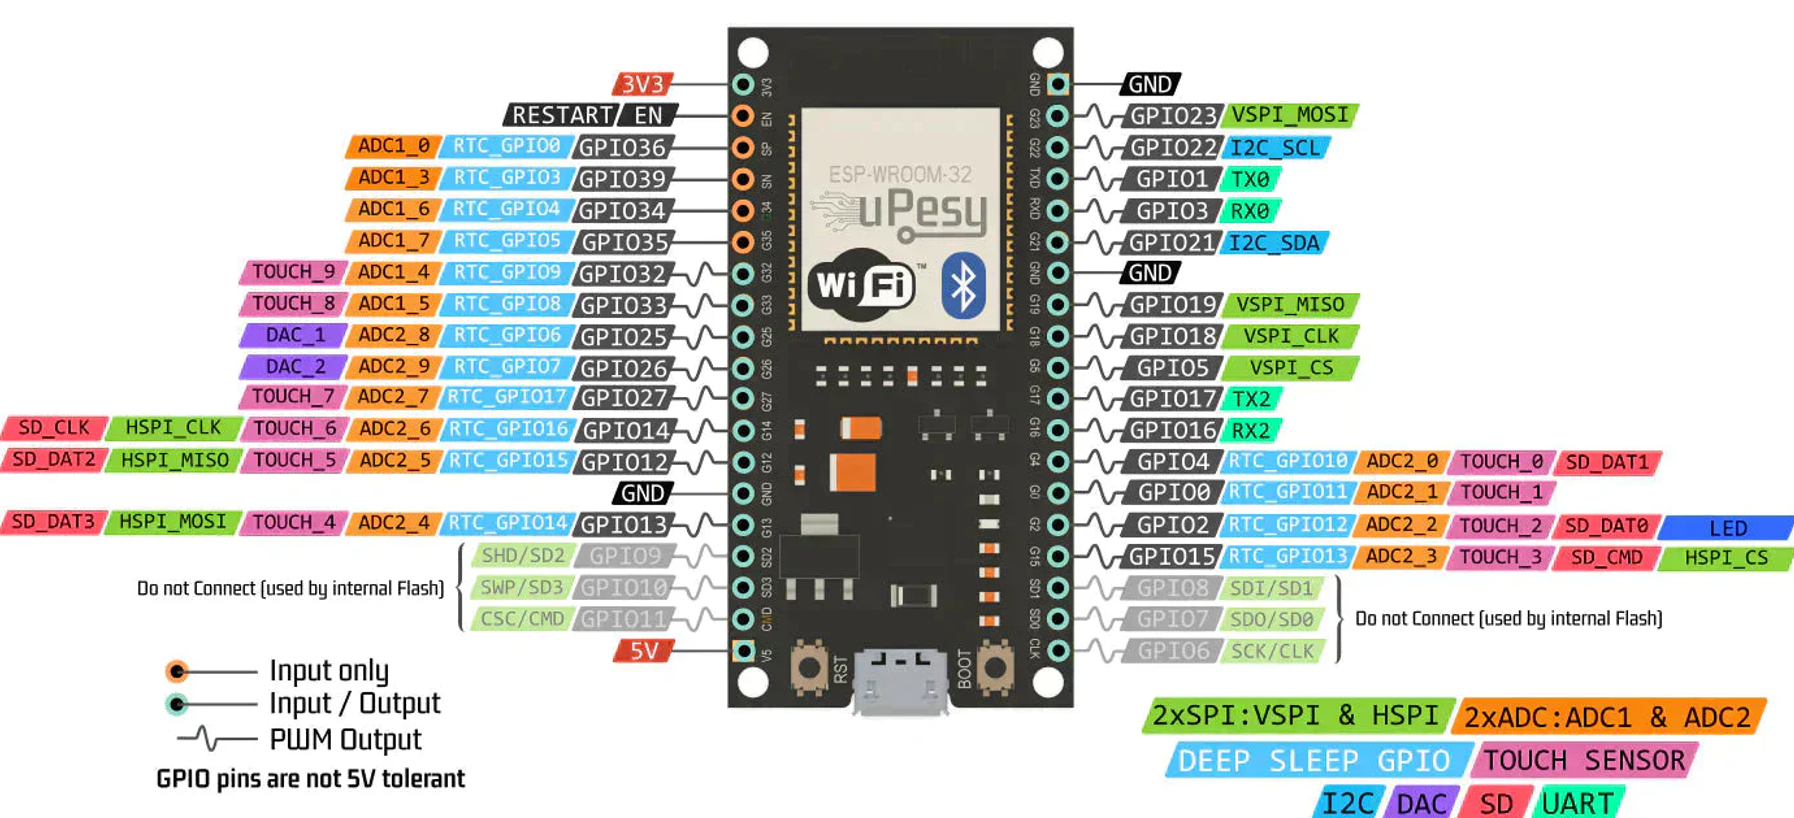 3V3
RESTART EN
ADC1_0 RTC_GPIO0 GPIO36
ADC1_3 RTC_GPIO3 GPIO39
ADC1_6 RTC_GPIO4 GPIO34
ADC1_7 RTC_GPIO5 GPIO35
TOUCH_9 ADC1_4 RTC_GPIO9 GPIO32
TOUCH_8 ADC1_5 RTC_GPIO8 GPIO33
DAC_1 ADC2_8 RTC_GPIO6 GPIO25
DAC_2 ADC2_9 RTC_GPIO7 GPIO26
TOUCH_7 ADC2_7 RTC_GPIO17 GPIO27
SD_CLK HSPI_CLK TOUCH_6 ADC2_6 RTC_GPIO16 GPIO14
SD_DAT2 HSPI_MISO TOUCH_5 ADC2_5 RTC_GPIO15 GPIO12
GND
SD_DAT3 HSPI_MOSI TOUCH_4 ADC2_4 RTC_GPIO14 GPIO13
SHD/SD2 GPIO9
SWP/SD3 GPIO10
CSC/CMD GPIO11
Do not Connect (used by internal Flash)
5V
3V3
EN
SP
SN
G34
G35
G32
G33
G25
G26
G27
G14
G12
GND
G13
SD2
SD3
CMD
V5
ESP-WROOM-32
uPesy
WiFi™
RST
BOOT
GND
G23
G22
TXD
RXD
G21
GND
G19
G18
G5
G17
G16
G4
G0
G2
G15
SD1
SD0
CLK
GND
GPIO23 VSPI_MOSI
GPIO22 I2C_SCL
GPIO1 TX0
GPIO3 RX0
GPIO21 I2C_SDA
GND
GPIO19 VSPI_MISO
GPIO18 VSPI_CLK
GPIO5 VSPI_CS
GPIO17 TX2
GPIO16 RX2
GPIO4 RTC_GPIO10 ADC2_0 TOUCH_0 SD_DAT1
GPIO0 RTC_GPIO11 ADC2_1 TOUCH_1
GPIO2 RTC_GPIO12 ADC2_2 TOUCH_2 SD_DAT0 LED
GPIO15 RTC_GPIO13 ADC2_3 TOUCH_3 SD_CMD HSPI_CS
GPIO8 SDI/SD1
GPIO7 SDO/SD0
GPIO6 SCK/CLK
Do not Connect (used by internal Flash)
Input only
Input / Output
PWM Output
GPIO pins are not 5V tolerant
2xSPI:VSPI & HSPI 2xADC:ADC1 & ADC2
DEEP SLEEP GPIO TOUCH SENSOR
I2C DAC SD UART